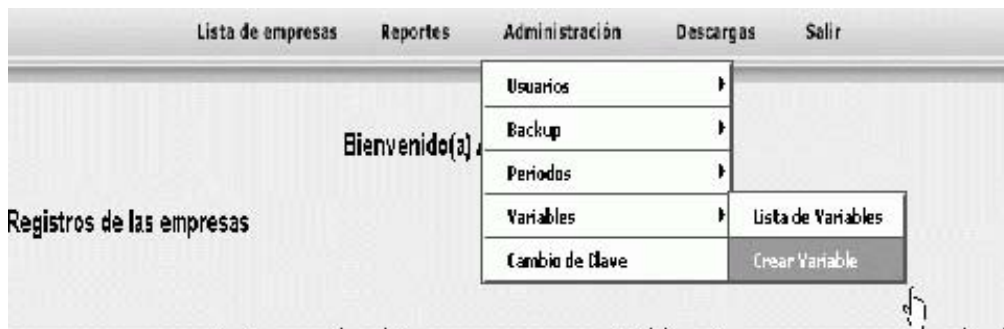 Lista de empresas Reportes Administración Descargas Salir
Usuarios
Backup
Bienvenido(a)
Periodos
Variables Lista de Variables
Registros de las empresas
Cambio de Clave Crear Variable